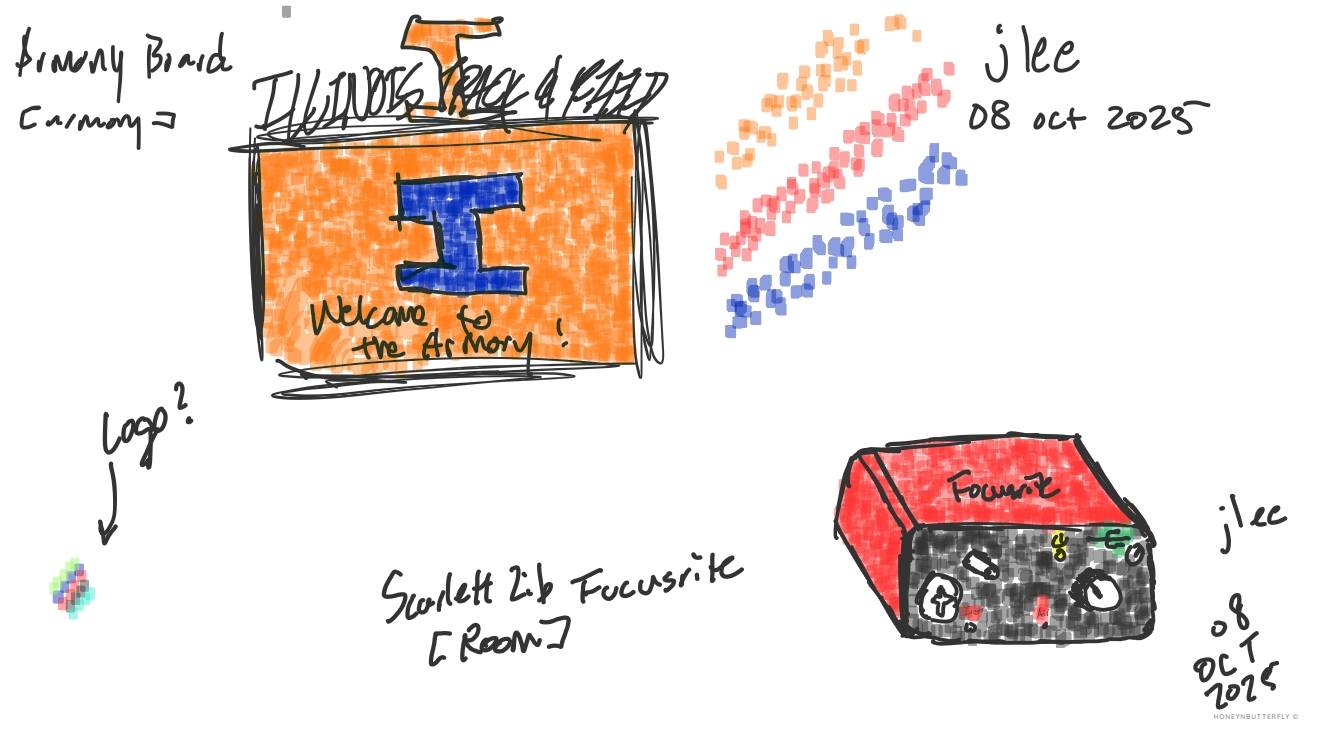 Armory Board
[armory]
ILLINOIS TRACK & FIELD
I
Welcome to
the Armory!
jlee
08 oct 2025
Logo?
Scarlett 2ib Focusrite
[Room]
Focusrite
jlee
08
OCT
2025
HONEYNBUTTERFLY ©